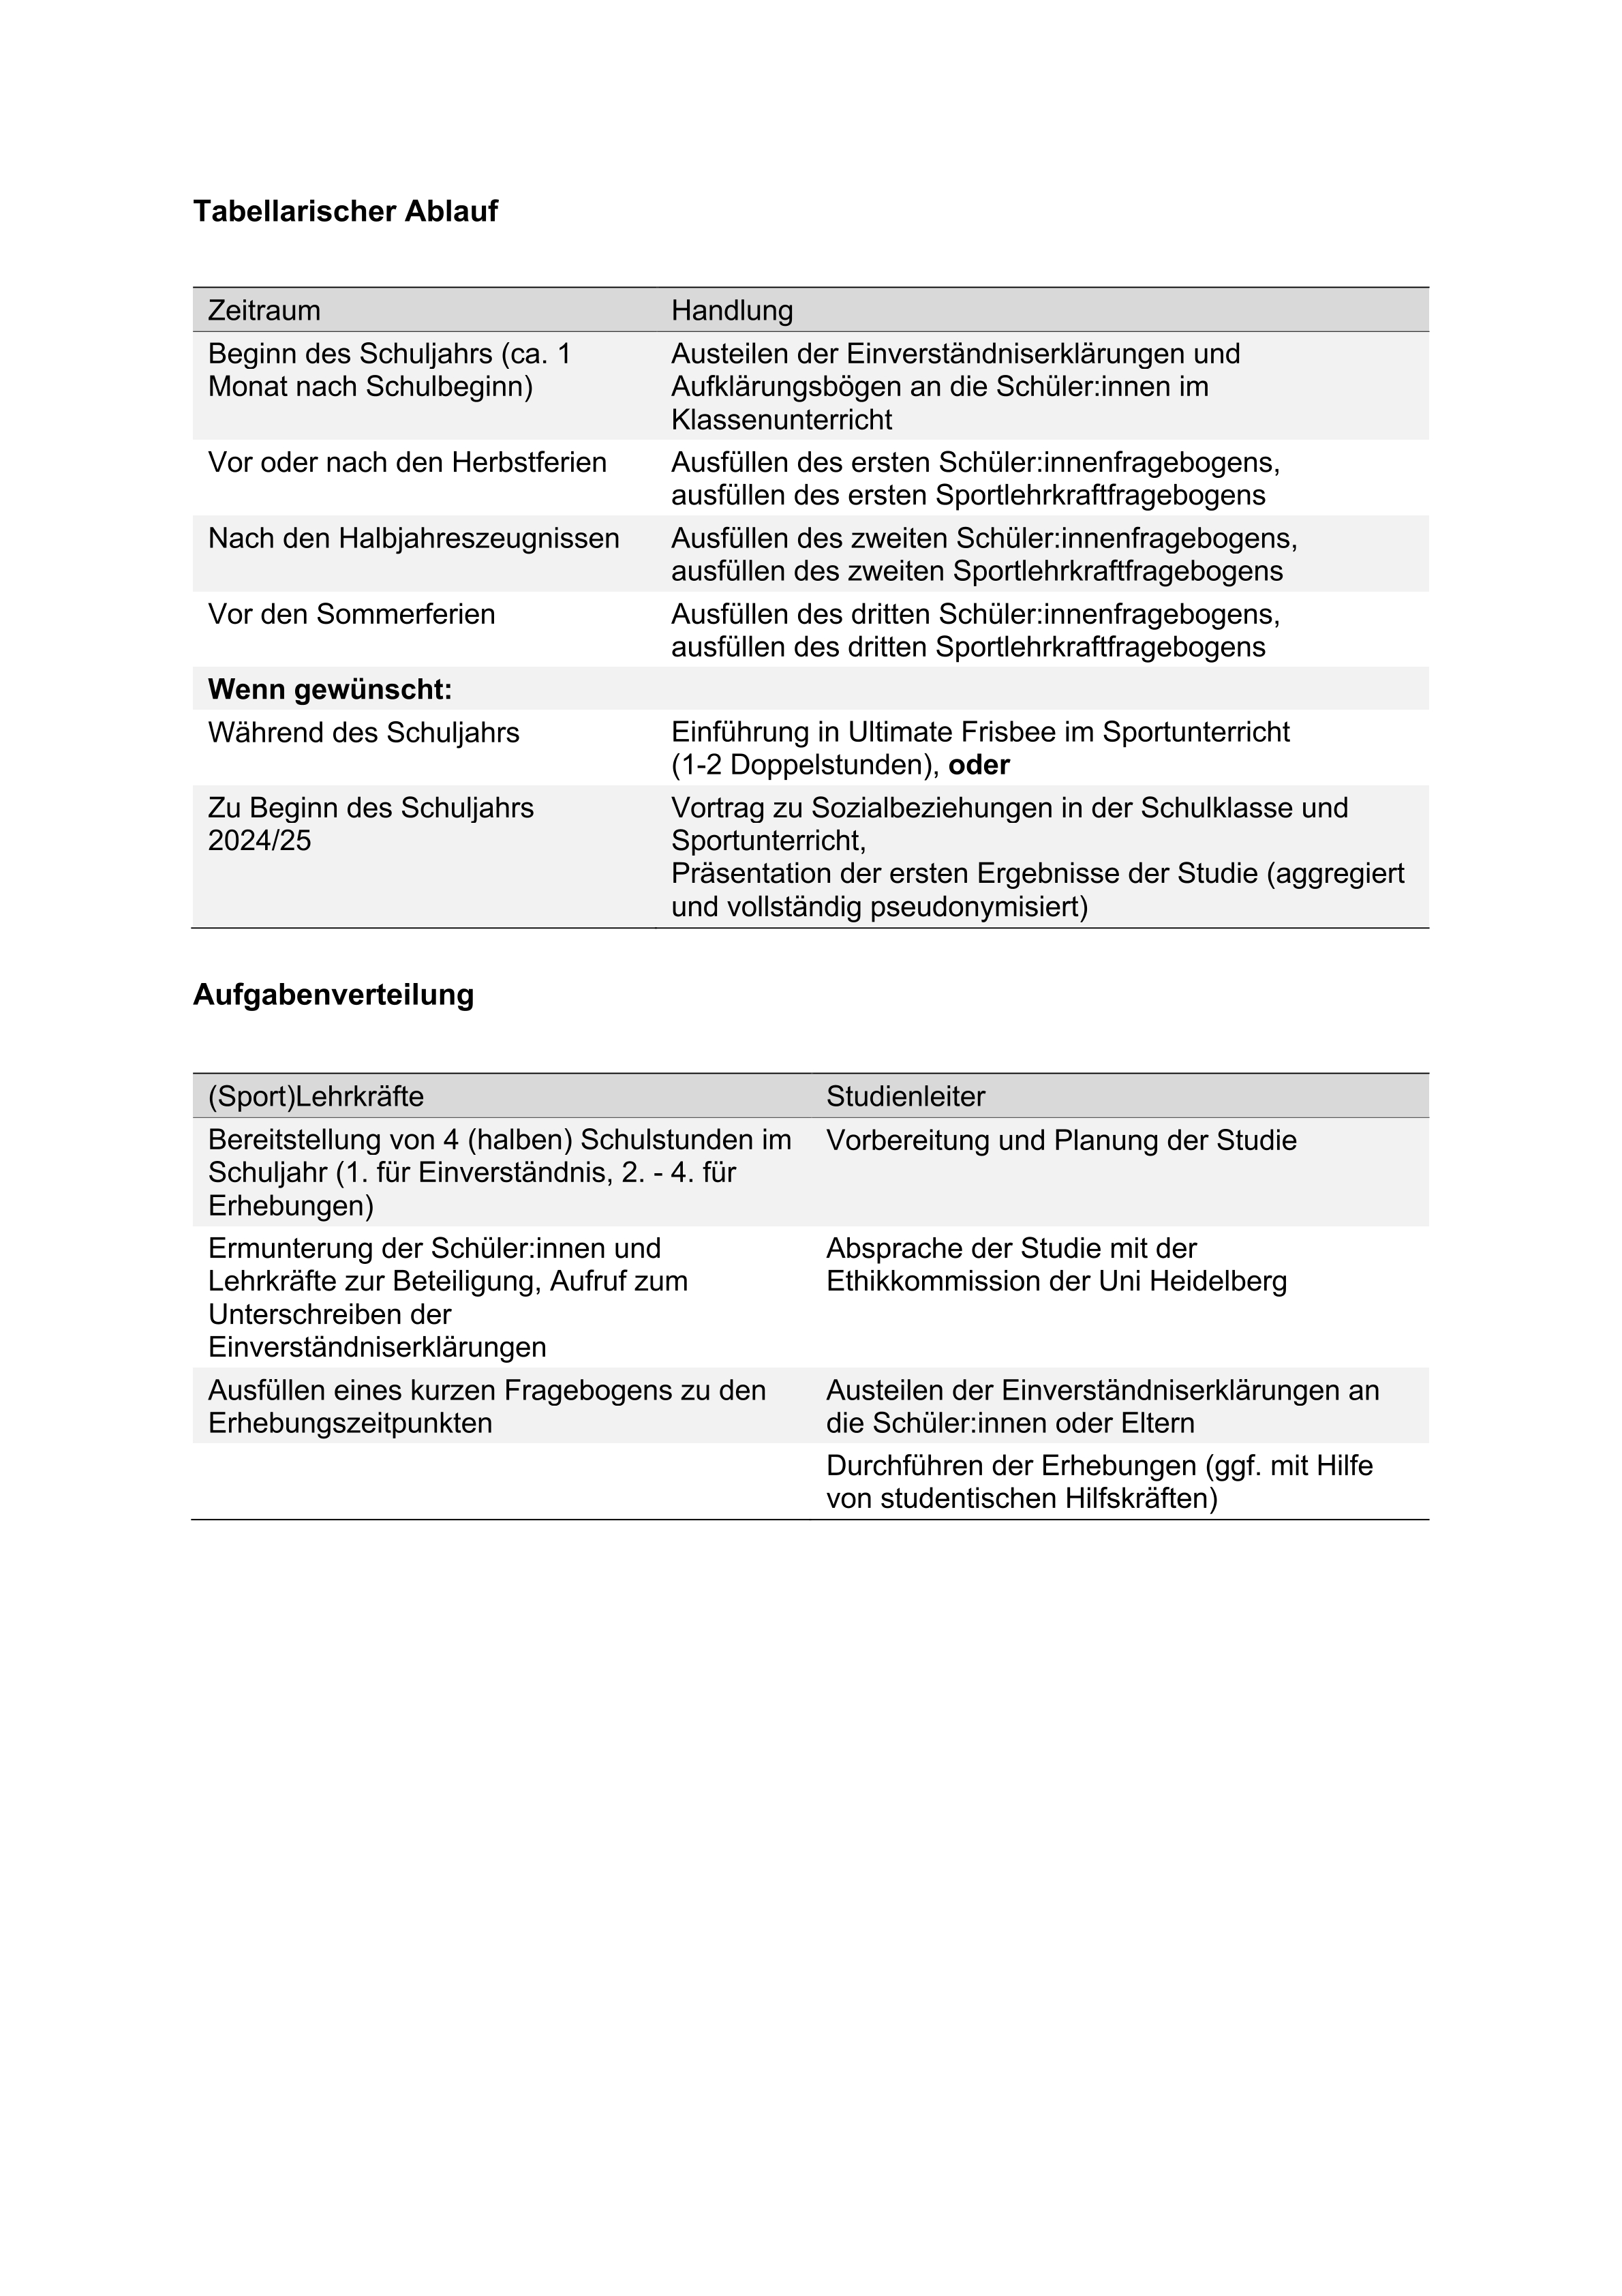 Tabellarischer Ablauf
Zeitraum Handlung
Beginn des Schuljahrs (ca. 1 Austeilen der Einverständniserklärungen und
Monat nach Schulbeginn) Aufklärungsbögen an die Schüler:innen im
Klassenunterricht
Vor oder nach den Herbstferien Ausfüllen des ersten Schüler:innenfragebogens,
ausfüllen des ersten Sportlehrkraftfragebogens
Nach den Halbjahreszeugnissen Ausfüllen des zweiten Schüler:innenfragebogens,
ausfüllen des zweiten Sportlehrkraftfragebogens
Vor den Sommerferien Ausfüllen des dritten Schüler:innenfragebogens,
ausfüllen des dritten Sportlehrkraftfragebogens
Wenn gewünscht:
Während des Schuljahrs Einführung in Ultimate Frisbee im Sportunterricht
(1-2 Doppelstunden), oder
Zu Beginn des Schuljahrs Vortrag zu Sozialbeziehungen in der Schulklasse und
2024/25 Sportunterricht,
Präsentation der ersten Ergebnisse der Studie (aggregiert
und vollständig pseudonymisiert)
Aufgabenverteilung
(Sport)Lehrkräfte Studienleiter
Bereitstellung von 4 (halben) Schulstunden im Vorbereitung und Planung der Studie
Schuljahr (1. für Einverständnis, 2. - 4. für
Erhebungen)
Ermunterung der Schüler:innen und Absprache der Studie mit der
Lehrkräfte zur Beteiligung, Aufruf zum Ethikkommission der Uni Heidelberg
Unterschreiben der
Einverständniserklärungen
Ausfüllen eines kurzen Fragebogens zu den Austeilen der Einverständniserklärungen an
Erhebungszeitpunkten die Schüler:innen oder Eltern
Durchführen der Erhebungen (ggf. mit Hilfe
von studentischen Hilfskräften)